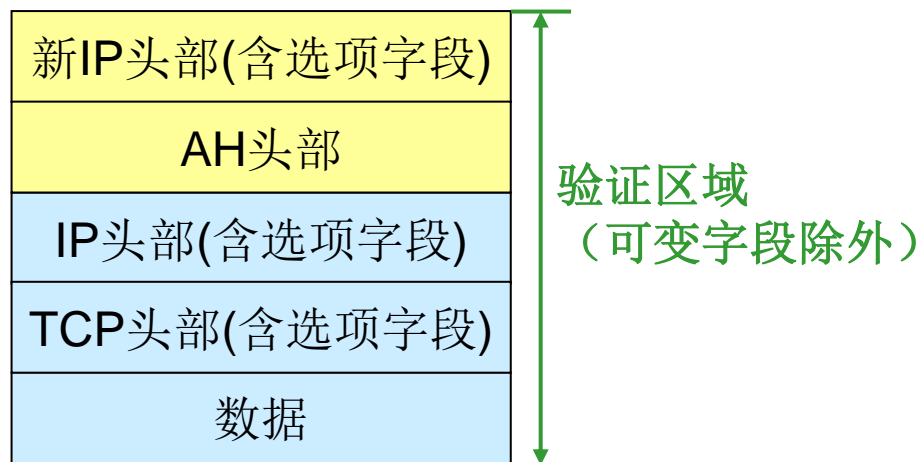 新IP头部(含选项字段)
AH头部
IP头部(含选项字段)
TCP头部(含选项字段)
数据
验证区域
（可变字段除外）